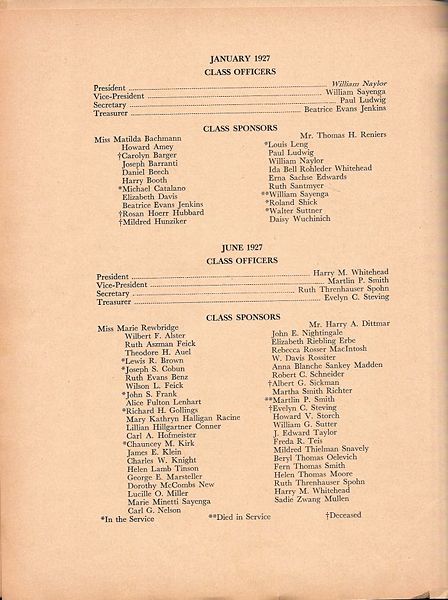 JANUARY 1927
CLASS OFFICERS
President ........ William Naylor
Vice-President ........ William Sayenga
Secretary ........ Paul Ludwig
Treasurer ........ Beatrice Evans Jenkins
CLASS SPONSORS
Miss Matilda Bachmann
Howard Amey
†Carolyn Barger
Joseph Barranti
Daniel Beech
Harry Booth
*Michael Catalano
Elizabeth Davis
Beatrice Evans Jenkins
†Rosan Hoerr Hubbard
†Mildred Hunziker
Mr. Thomas H. Reniers
*Louis Leng
Paul Ludwig
William Naylor
Ida Bell Rohleder Whitehead
Erna Sachse Edwards
Ruth Santmyer
**William Sayenga
*Roland Shick
*Walter Suttner
Daisy Wuchinich
JUNE 1927
CLASS OFFICERS
President ........ Harry M. Whitehead
Vice-President ........ Martlin P. Smith
Secretary ........ Ruth Threnhauser Spohn
Treasurer ........ Evelyn C. Steving
CLASS SPONSORS
Miss Marie Rewbridge
Wilbert F. Alster
Ruth Aszman Feick
Theodore H. Auel
*Lewis R. Brown
*Joseph S. Cobun
Ruth Evans Benz
Wilson L. Feick
*John S. Frank
Alice Fulton Lenhart
*Richard H. Gollings
Mary Kathryn Halligan Racine
Lillian Hillgartner Conner
Carl A. Hofmeister
*Chauncey M. Kirk
James E. Klein
Charles W. Knight
Helen Lamb Tinson
George E. Marsteller
Dorothy McCombs New
Lucille O. Miller
Marie Minetti Sayenga
Carl G. Nelson
Mr. Harry A. Dittmar
John E. Nightingale
Elizabeth Riebling Erbe
Rebecca Rosser MacIntosh
W. Davis Rossiter
Anna Blanche Sankey Madden
Robert C. Schneider
†Albert G. Sickman
Martha Smith Richter
**Martlin P. Smith
†Evelyn C. Steving
Howard V. Storch
William G. Sutter
J. Edward Taylor
Freda R. Teis
Mildred Thielman Snavely
Beryl Thomas Oelevich
Fern Thomas Smith
Helen Thomas Moore
Ruth Threnhauser Spohn
Harry M. Whitehead
Sadie Zwang Mullen
*In the Service **Died in Service †Deceased